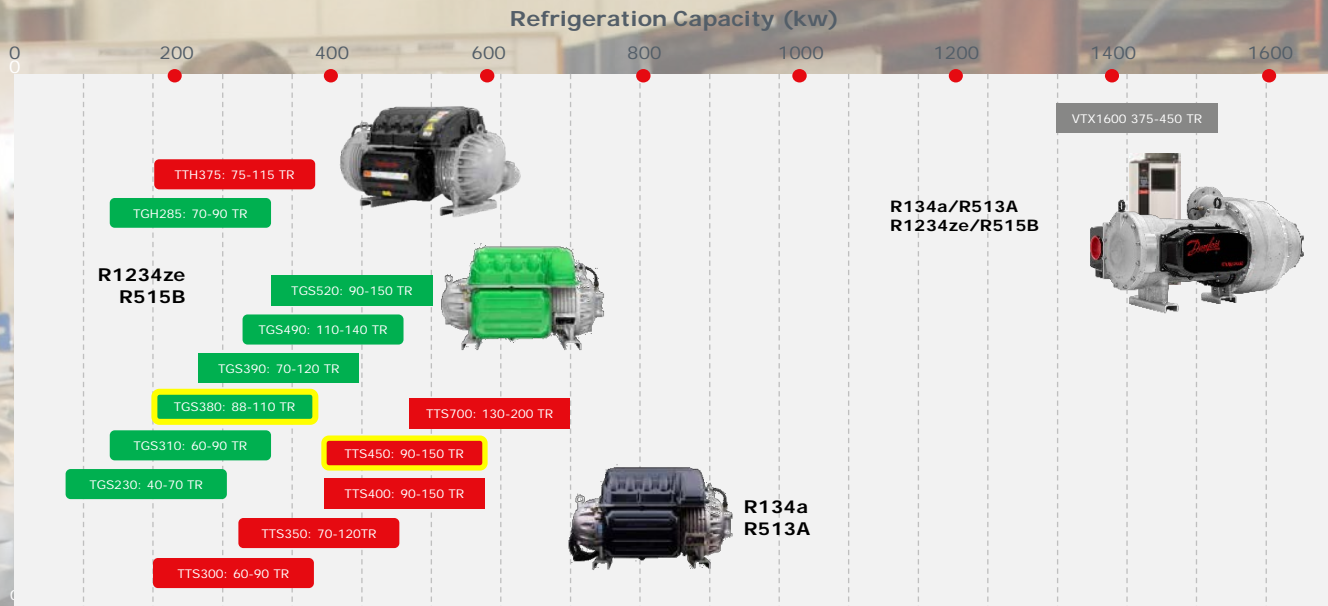 Refrigeration Capacity (kw)
0 200 400 600 800 1000 1200 1400 1600
0
VTX1600 375-450 TR
TTH375: 75-115 TR
TGH285: 70-90 TR
R134a/R513A
R1234ze/R515B
Danfoss
R1234ze
R515B
TGS520: 90-150 TR
TGS490: 110-140 TR
TGS390: 70-120 TR
TGS380: 88-110 TR
TTS700: 130-200 TR
TGS310: 60-90 TR
TTS450: 90-150 TR
TGS230: 40-70 TR
TTS400: 90-150 TR
R134a
R513A
TTS350: 70-120TR
TTS300: 60-90 TR